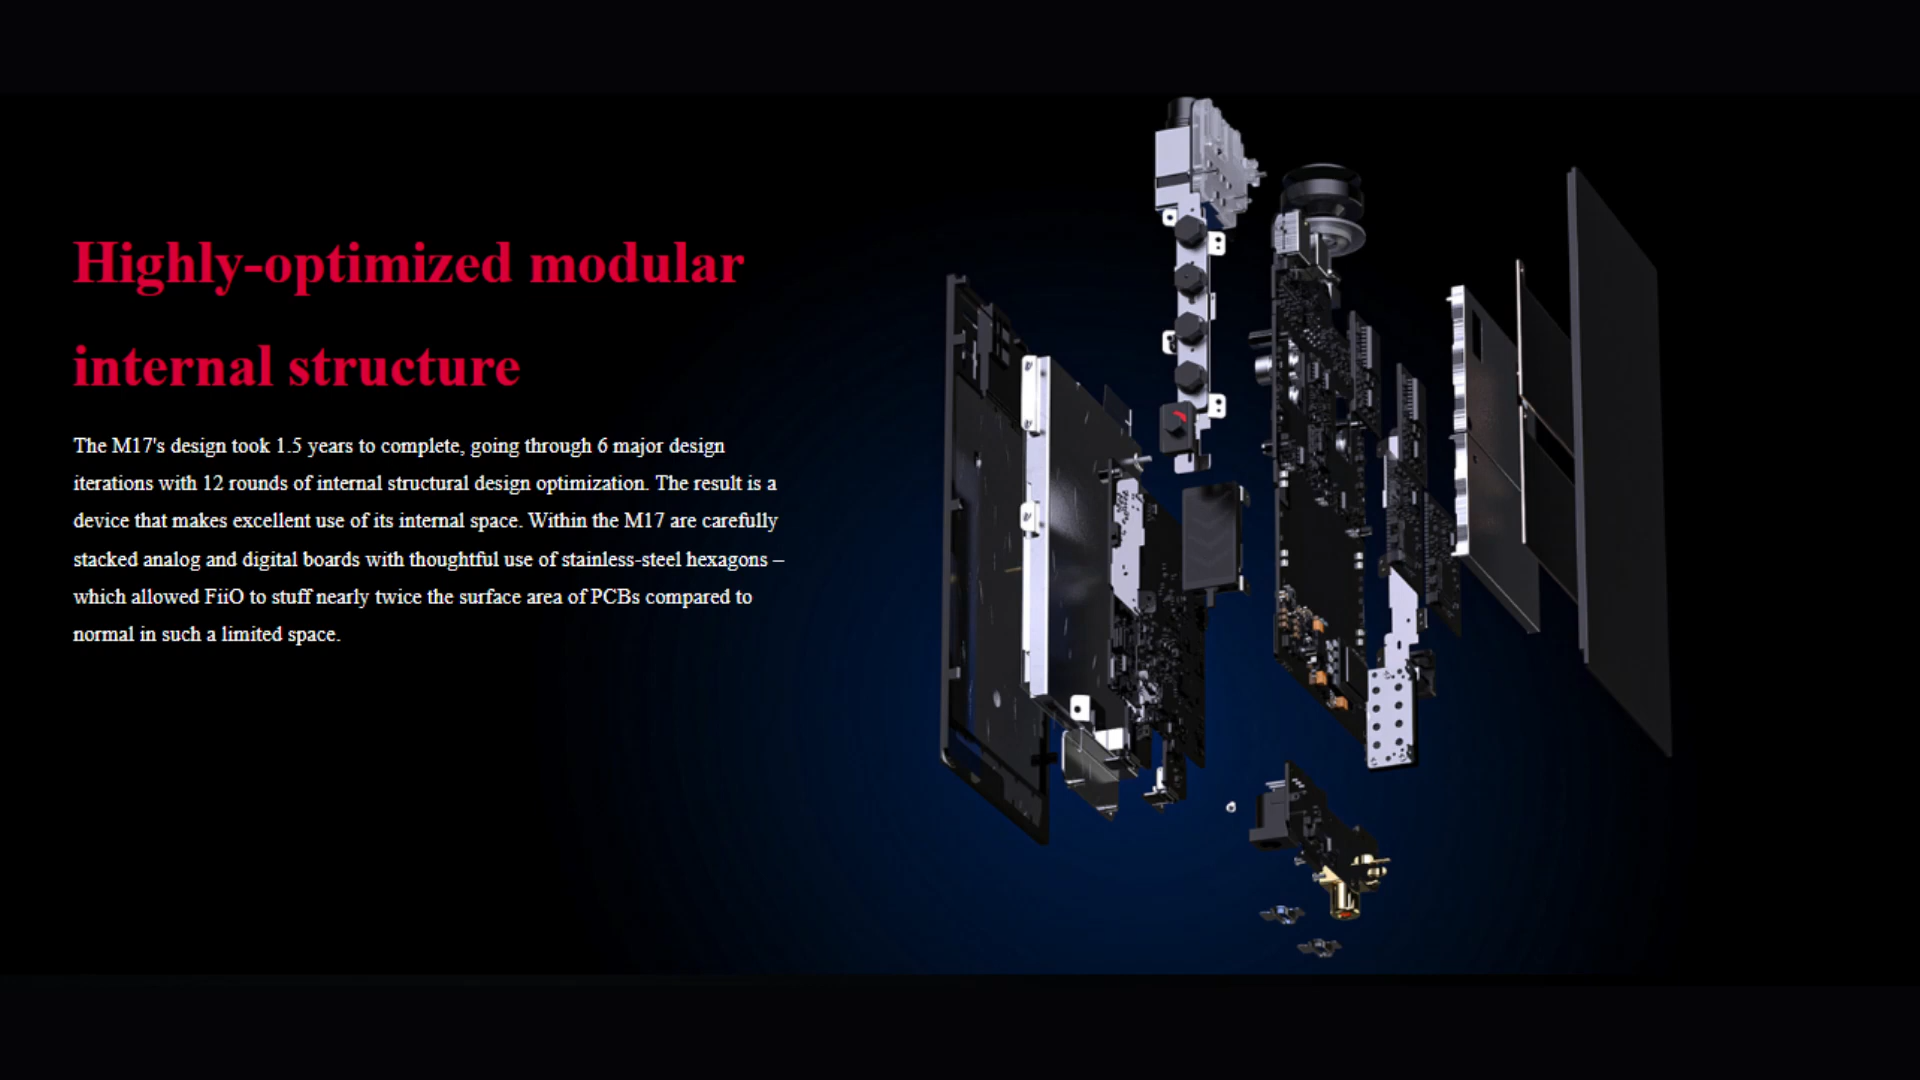 Highly-optimized modular
internal structure
The M17's design took 1.5 years to complete, going through 6 major design
iterations with 12 rounds of internal structural design optimization. The result is a
device that makes excellent use of its internal space. Within the M17 are carefully
stacked analog and digital boards with thoughtful use of stainless-steel hexagons –
which allowed FiiO to stuff nearly twice the surface area of PCBs compared to
normal in such a limited space.